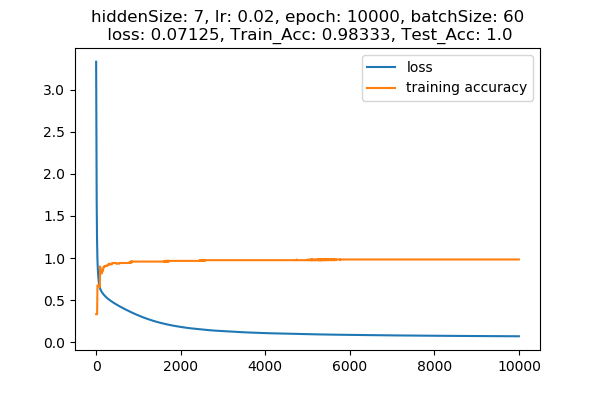 hiddenSize: 7, lr: 0.02, epoch: 10000, batchSize: 60
loss: 0.07125, Train_Acc: 0.98333, Test_Acc: 1.0
loss
training accuracy
3.0
2.5
2.0
1.5
1.0
0.5
0.0
0 2000 4000 6000 8000 10000